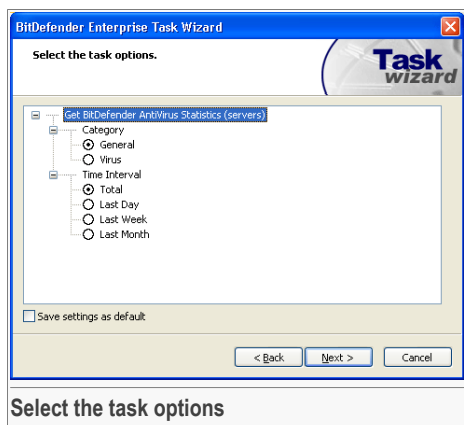 BitDefender Enterprise Task Wizard
Select the task options.
Task
wizard
Get BitDefender AntiVirus Statistics (servers)
Category
General
Virus
Time Interval
Total
Last Day
Last Week
Last Month
Save settings as default
< Back
Next >
Cancel
Select the task options